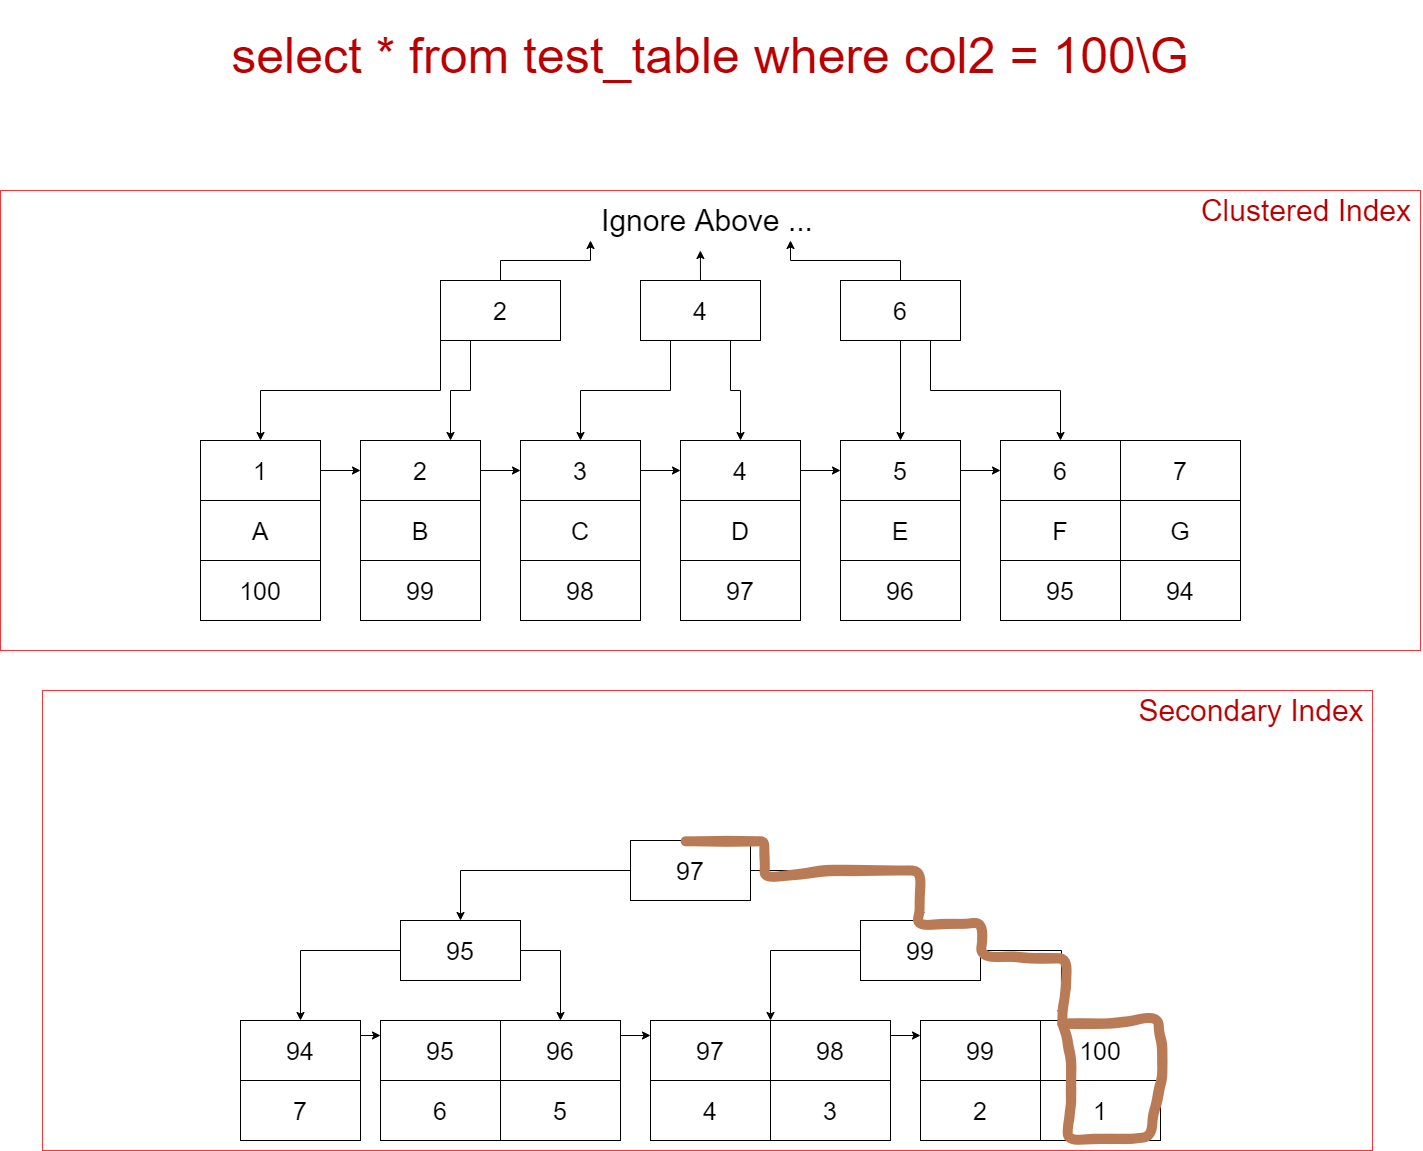 select * from test_table where col2 = 100\G
Clustered Index
Ignore Above ...
2 4 6
1 2 3 4 5 6 7
A B C D E F G
100 99 98 97 96 95 94
Secondary Index
97
95 99
94 95 96 97 98 99 100
7 6 5 4 3 2 1